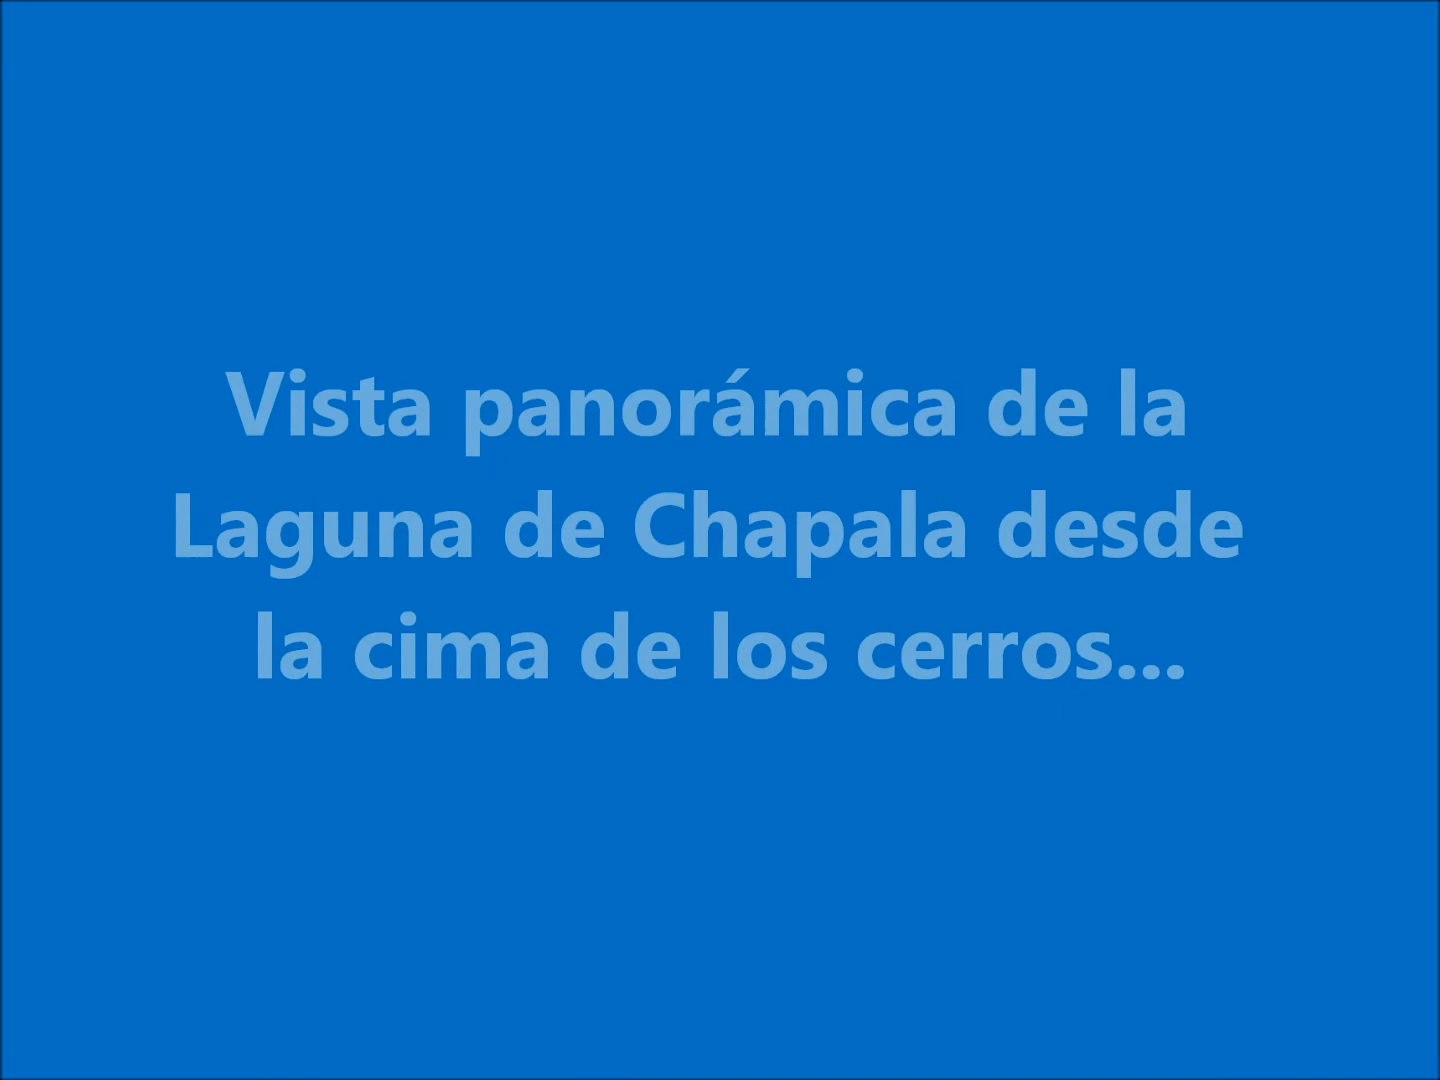 Vista panorámica de la
Laguna de Chapala desde
la cima de los cerros...